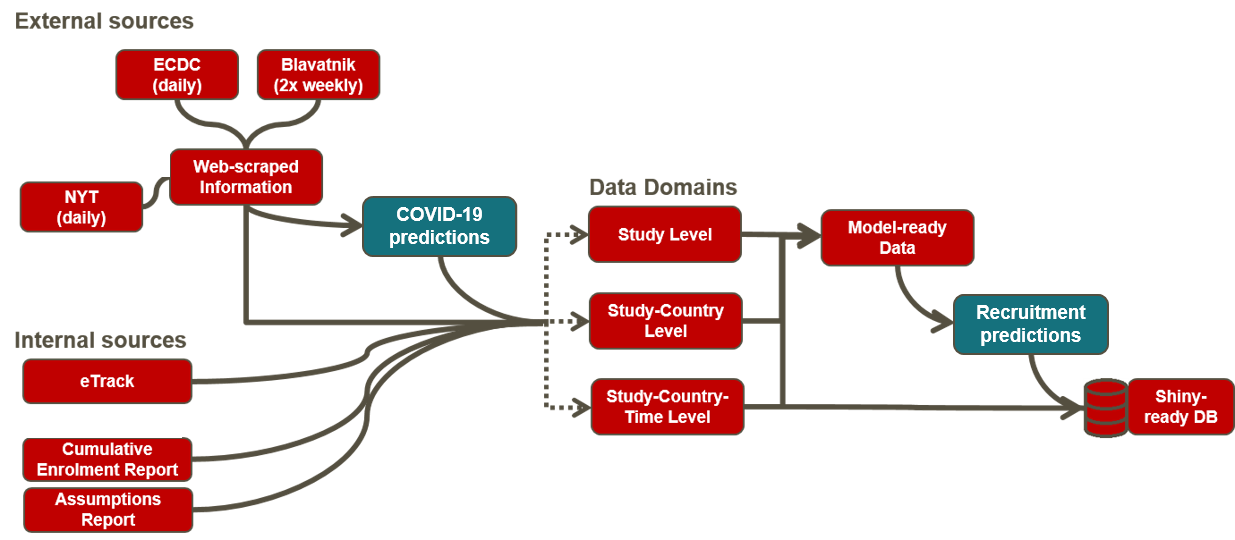 External sources
ECDC
(daily)
Blavatnik
(2x weekly)
Web-scraped
Information
NYT
(daily)
COVID-19
predictions
Internal sources
eTrack
Cumulative
Enrolment Report
Assumptions
Report
Data Domains
Study Level
Study-Country
Level
Study-Country-
Time Level
Model-ready
Data
Recruitment
predictions
Shiny-
ready DB